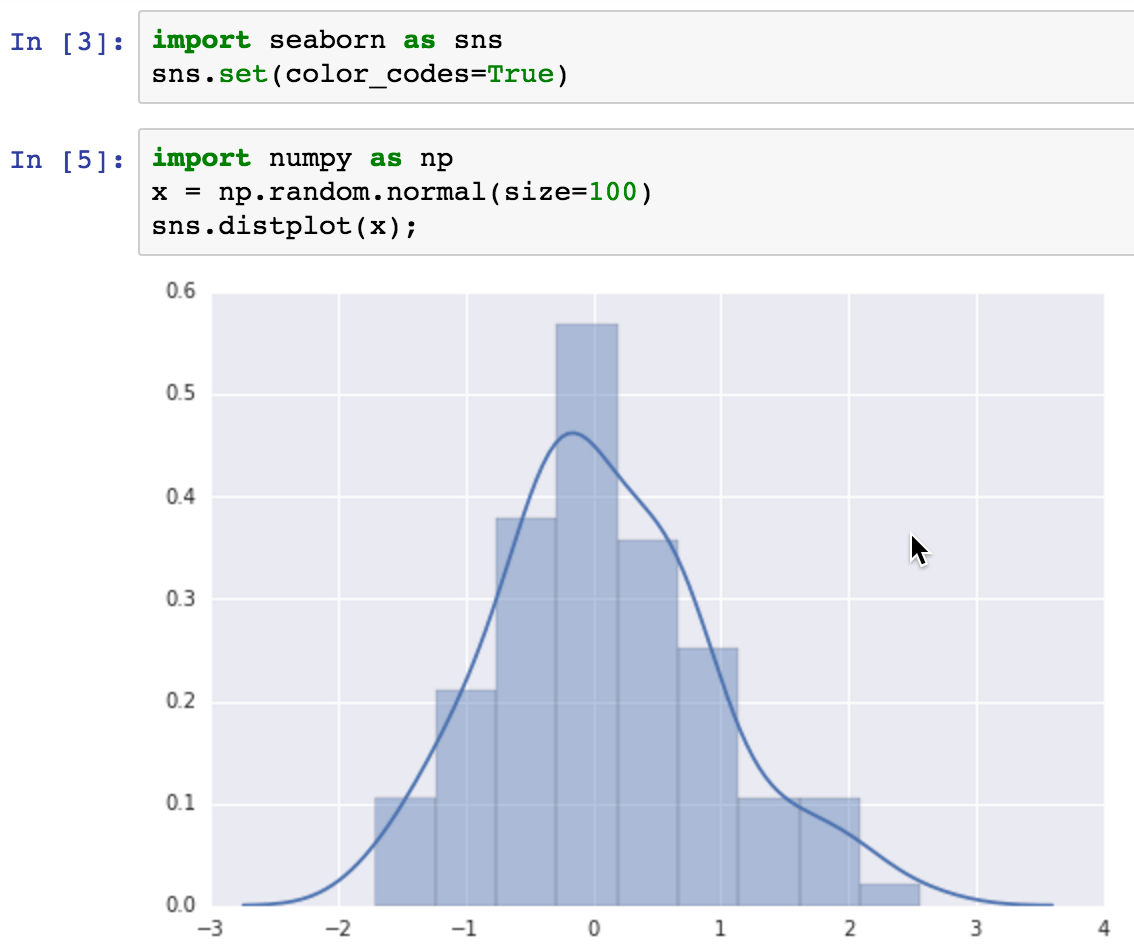 In [3]:
import seaborn as sns
sns.set(color_codes=True)
In [5]:
import numpy as np
x = np.random.normal(size=100)
sns.distplot(x);
0.6
0.5
0.4
0.3
0.2
0.1
0.0
−3 −2 −1 0 1 2 3 4